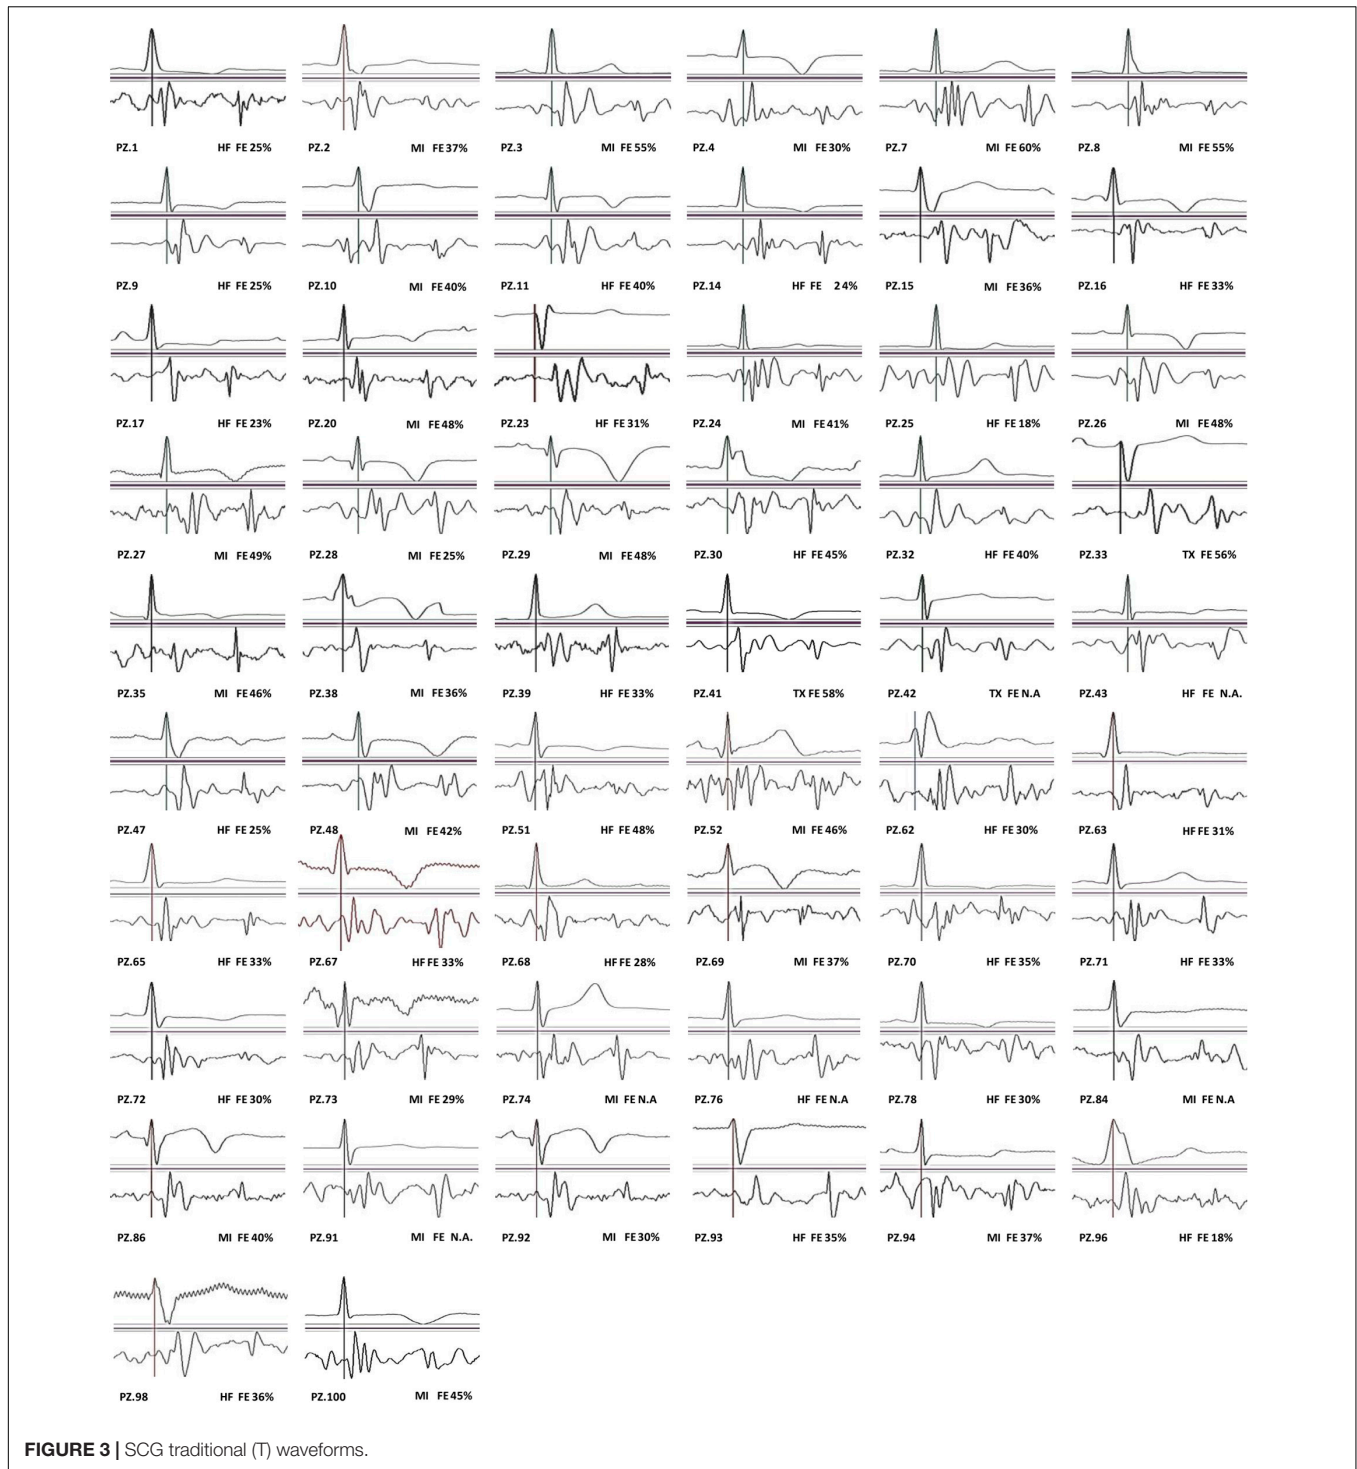 PZ.1 HF FE 25% PZ.2 MI FE 37% PZ.3 MI FE 55% PZ.4 MI FE 30% PZ.7 MI FE 60% PZ.8 MI FE 55%
PZ.9 HF FE 25% PZ.10 MI FE 40% PZ.11 HF FE 40% PZ.14 HF FE 24% PZ.15 MI FE 36% PZ.16 HF FE 33%
PZ.17 HF FE 23% PZ.20 MI FE 48% PZ.23 HF FE 31% PZ.24 MI FE 41% PZ.25 HF FE 18% PZ.26 MI FE 48%
PZ.27 MI FE 49% PZ.28 MI FE 25% PZ.29 MI FE 48% PZ.30 HF FE 45% PZ.32 HF FE 40% PZ.33 TX FE 56%
PZ.35 MI FE 46% PZ.38 MI FE 36% PZ.39 HF FE 33% PZ.41 TX FE 58% PZ.42 TX FE N.A PZ.43 HF FE N.A.
PZ.47 HF FE 25% PZ.48 MI FE 42% PZ.51 HF FE 48% PZ.52 MI FE 46% PZ.62 HF FE 30% PZ.63 HF FE 31%
PZ.65 HF FE 33% PZ.67 HF FE 33% PZ.68 HF FE 28% PZ.69 MI FE 37% PZ.70 HF FE 35% PZ.71 HF FE 33%
PZ.72 HF FE 30% PZ.73 MI FE 29% PZ.74 MI FE N.A PZ.76 HF FE N.A PZ.78 HF FE 30% PZ.84 MI FE N.A
PZ.86 MI FE 40% PZ.91 MI FE N.A. PZ.92 MI FE 30% PZ.93 HF FE 35% PZ.94 MI FE 37% PZ.96 HF FE 18%
PZ.98 HF FE 36% PZ.100 MI FE 45%
FIGURE 3 | SCG traditional (T) waveforms.